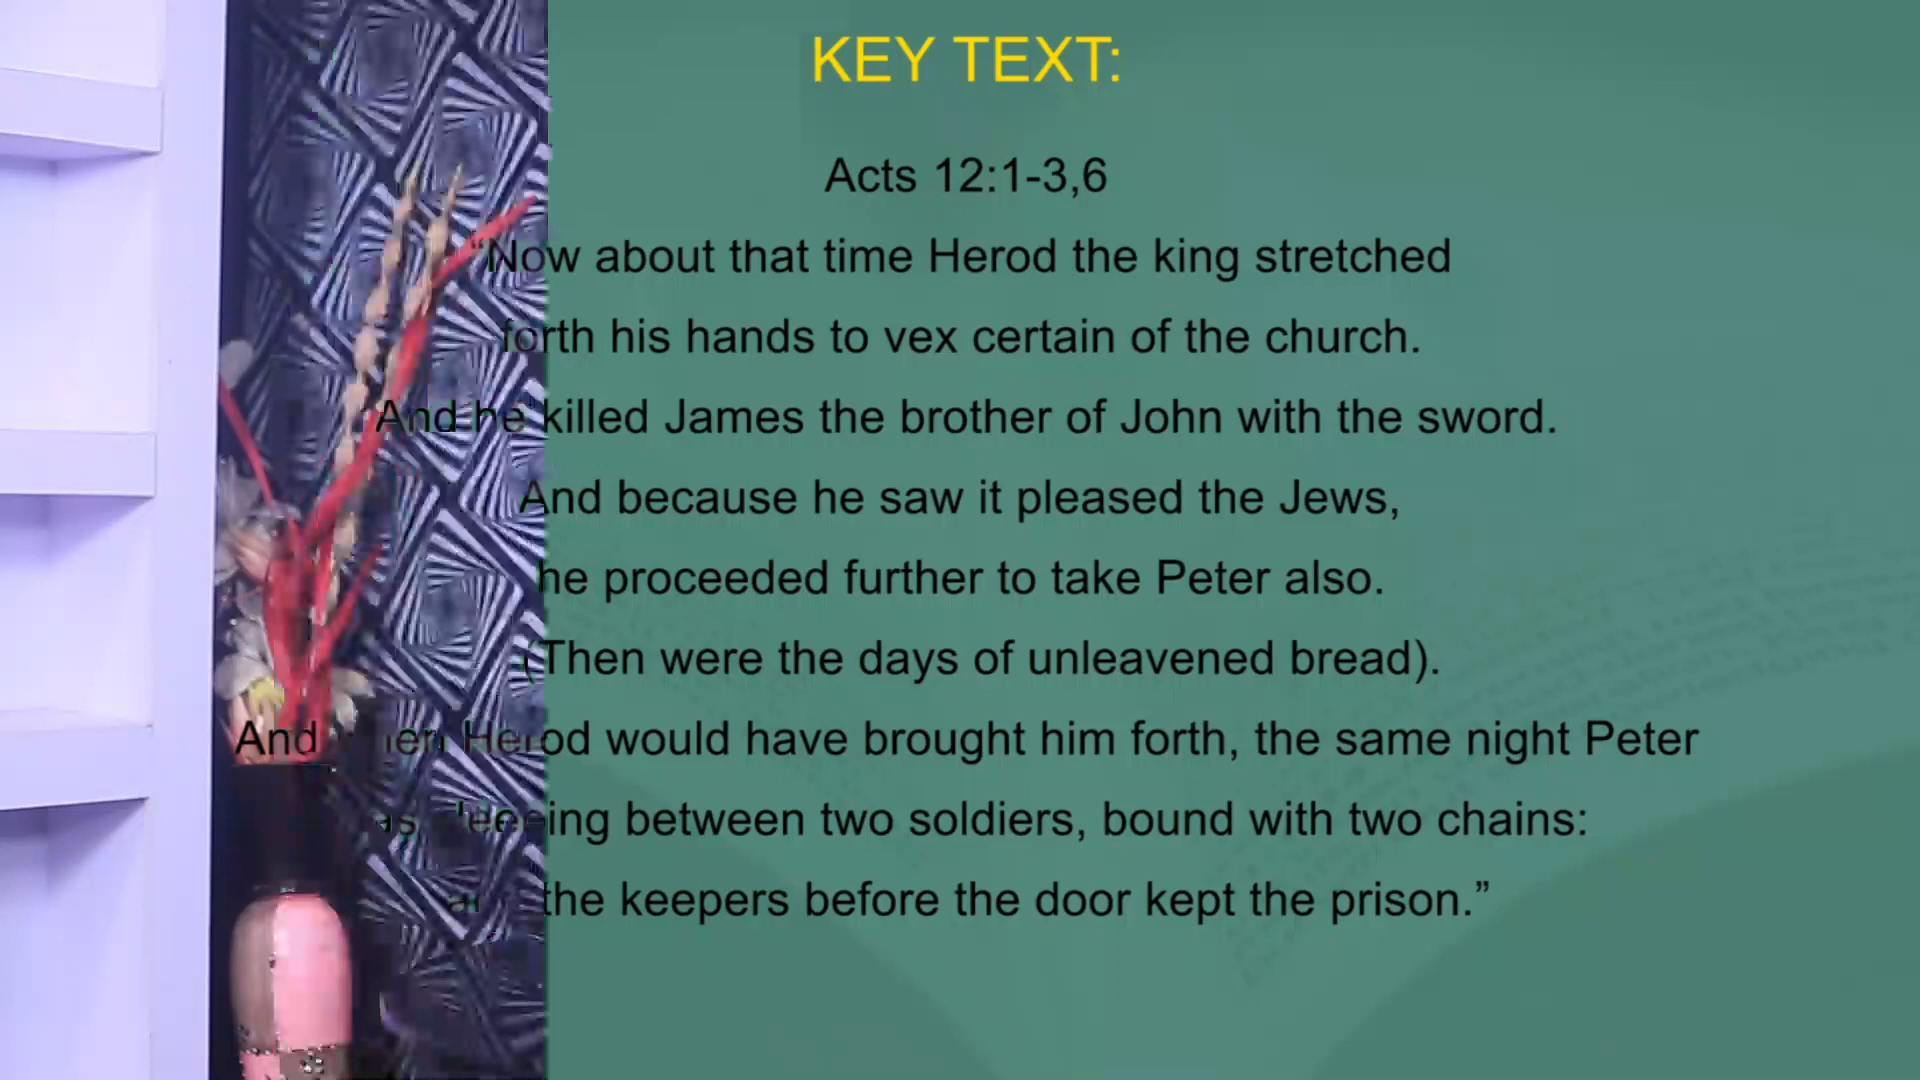 KEY TEXT:
Acts 12:1-3,6
“Now about that time Herod the king stretched
forth his hands to vex certain of the church.
And he killed James the brother of John with the sword.
And because he saw it pleased the Jews,
he proceeded further to take Peter also.
(Then were the days of unleavened bread).
And when Herod would have brought him forth, the same night Peter
was sleeping between two soldiers, bound with two chains:
and the keepers before the door kept the prison.”